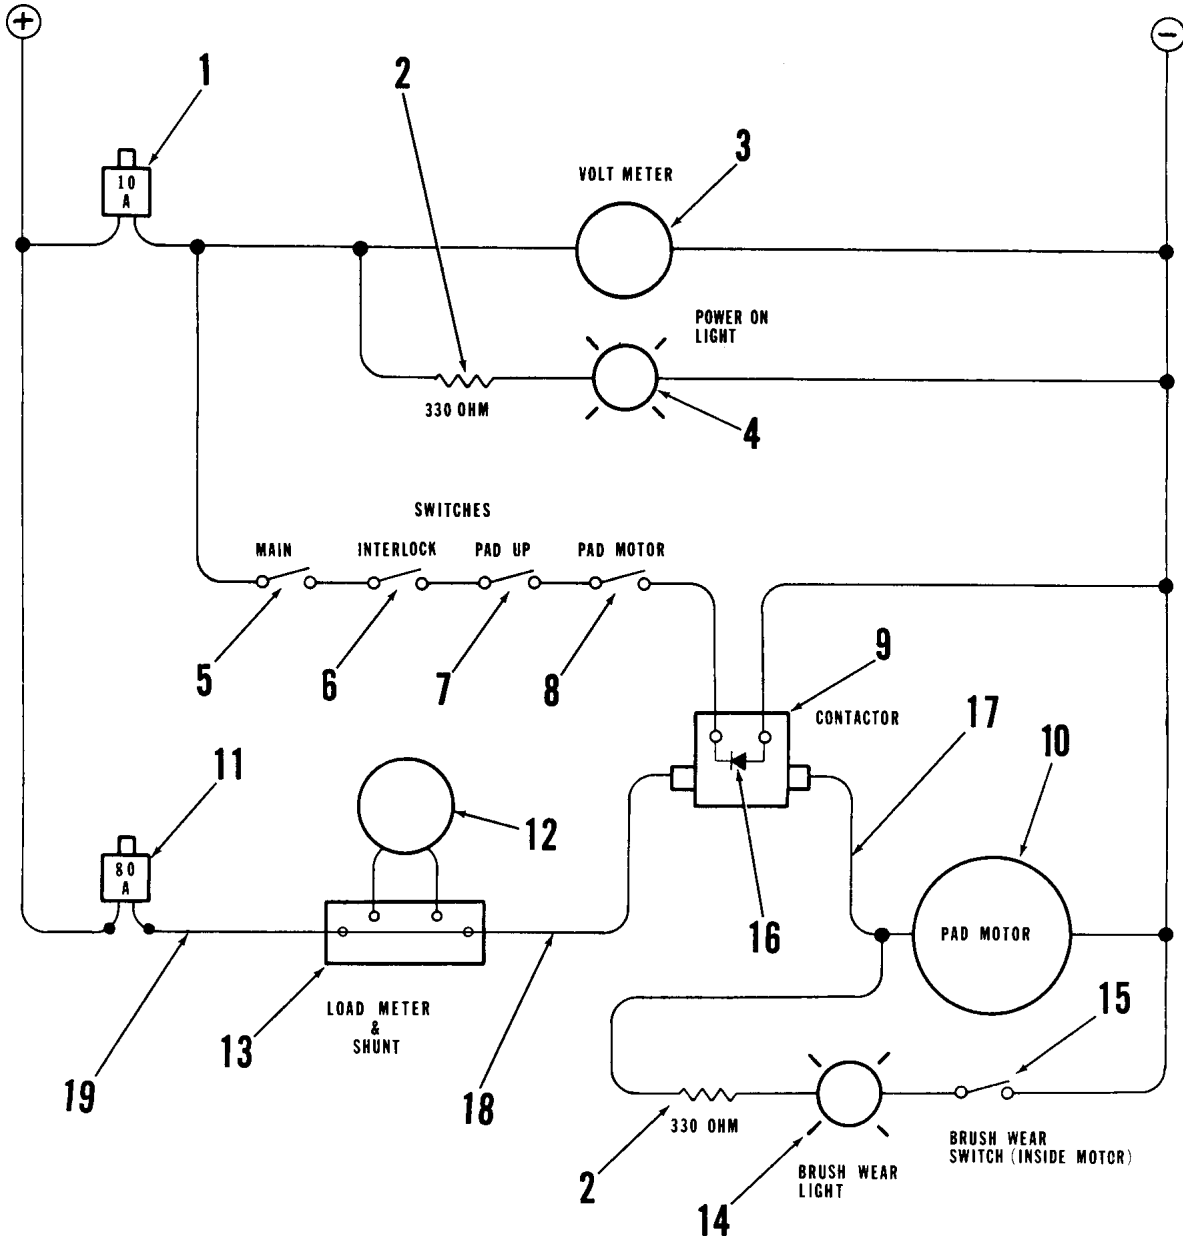 +
−
1
2
10
A
VOLT METER
3
POWER ON
LIGHT
330 OHM
4
SWITCHES
MAIN
INTERLOCK
PAD UP
PAD MOTOR
5
6
7
8
9
CONTACTOR
17
10
11
12
80
A
16
PAD MOTOR
LOAD METER
&
SHUNT
13
15
19
18
330 OHM
BRUSH WEAR
SWITCH (INSIDE MOTOR)
BRUSH WEAR
LIGHT
2
14